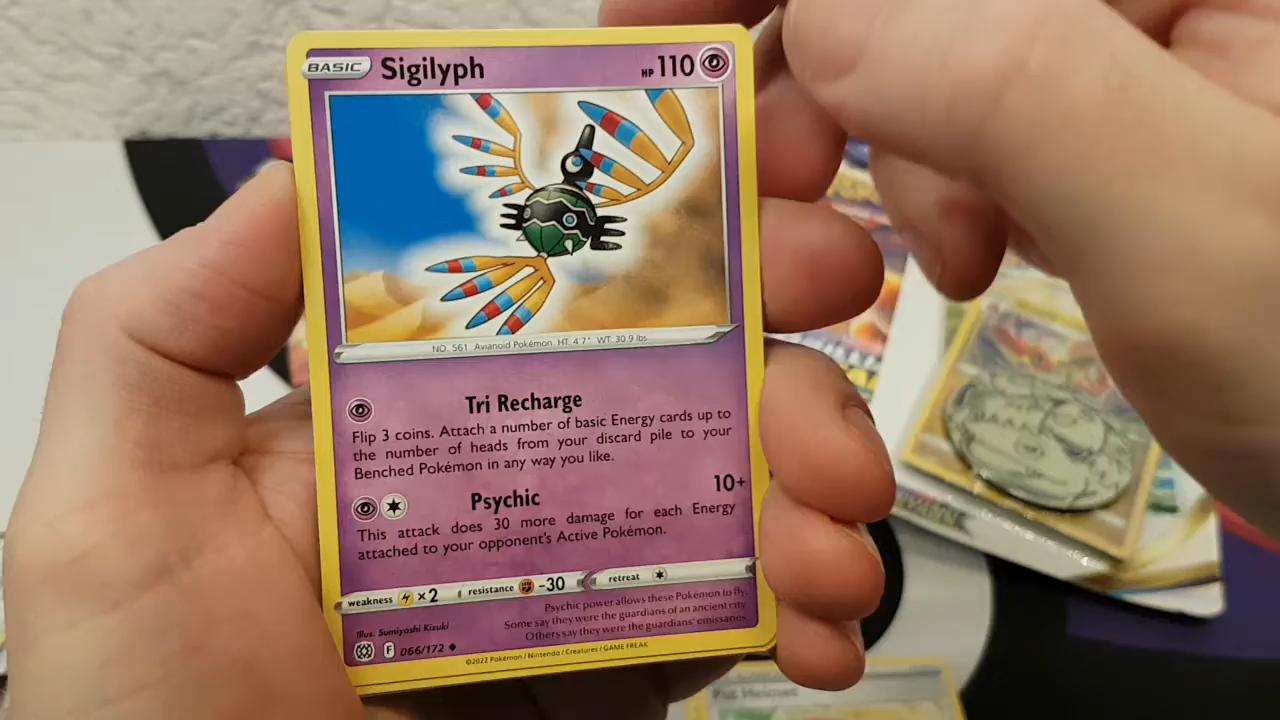 BASIC Sigilyph HP 110
NO. 561 Avianoid Pokémon HT: 4'7" WT: 30.9 lbs
Tri Recharge
Flip 3 coins. Attach a number of basic Energy cards up to
the number of heads from your discard pile to your
Benched Pokémon in any way you like.
Psychic 10+
This attack does 30 more damage for each Energy
attached to your opponent's Active Pokémon.
weakness ×2 resistance -30 retreat
Psychic power allows these Pokémon to fly.
Some say they were the guardians of an ancient city.
Others say they were the guardians' emissaries.
Illus. Sumiyoshi Kizuki
F 066/172
©2022 Pokémon / Nintendo / Creatures / GAME FREAK
Pot Helmet